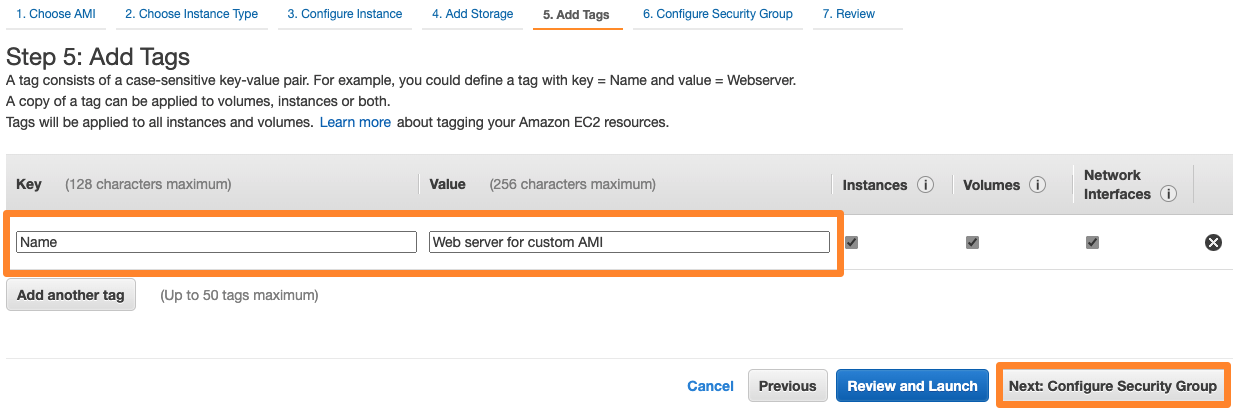 1. Choose AMI 2. Choose Instance Type 3. Configure Instance 4. Add Storage 5. Add Tags 6. Configure Security Group 7. Review
Step 5: Add Tags
A tag consists of a case-sensitive key-value pair. For example, you could define a tag with key = Name and value = Webserver.
A copy of a tag can be applied to volumes, instances or both.
Tags will be applied to all instances and volumes. Learn more about tagging your Amazon EC2 resources.
Key (128 characters maximum) Value (256 characters maximum) Instances i Volumes i Network Interfaces i
Name Web server for custom AMI
Add another tag (Up to 50 tags maximum)
Cancel Previous Review and Launch Next: Configure Security Group